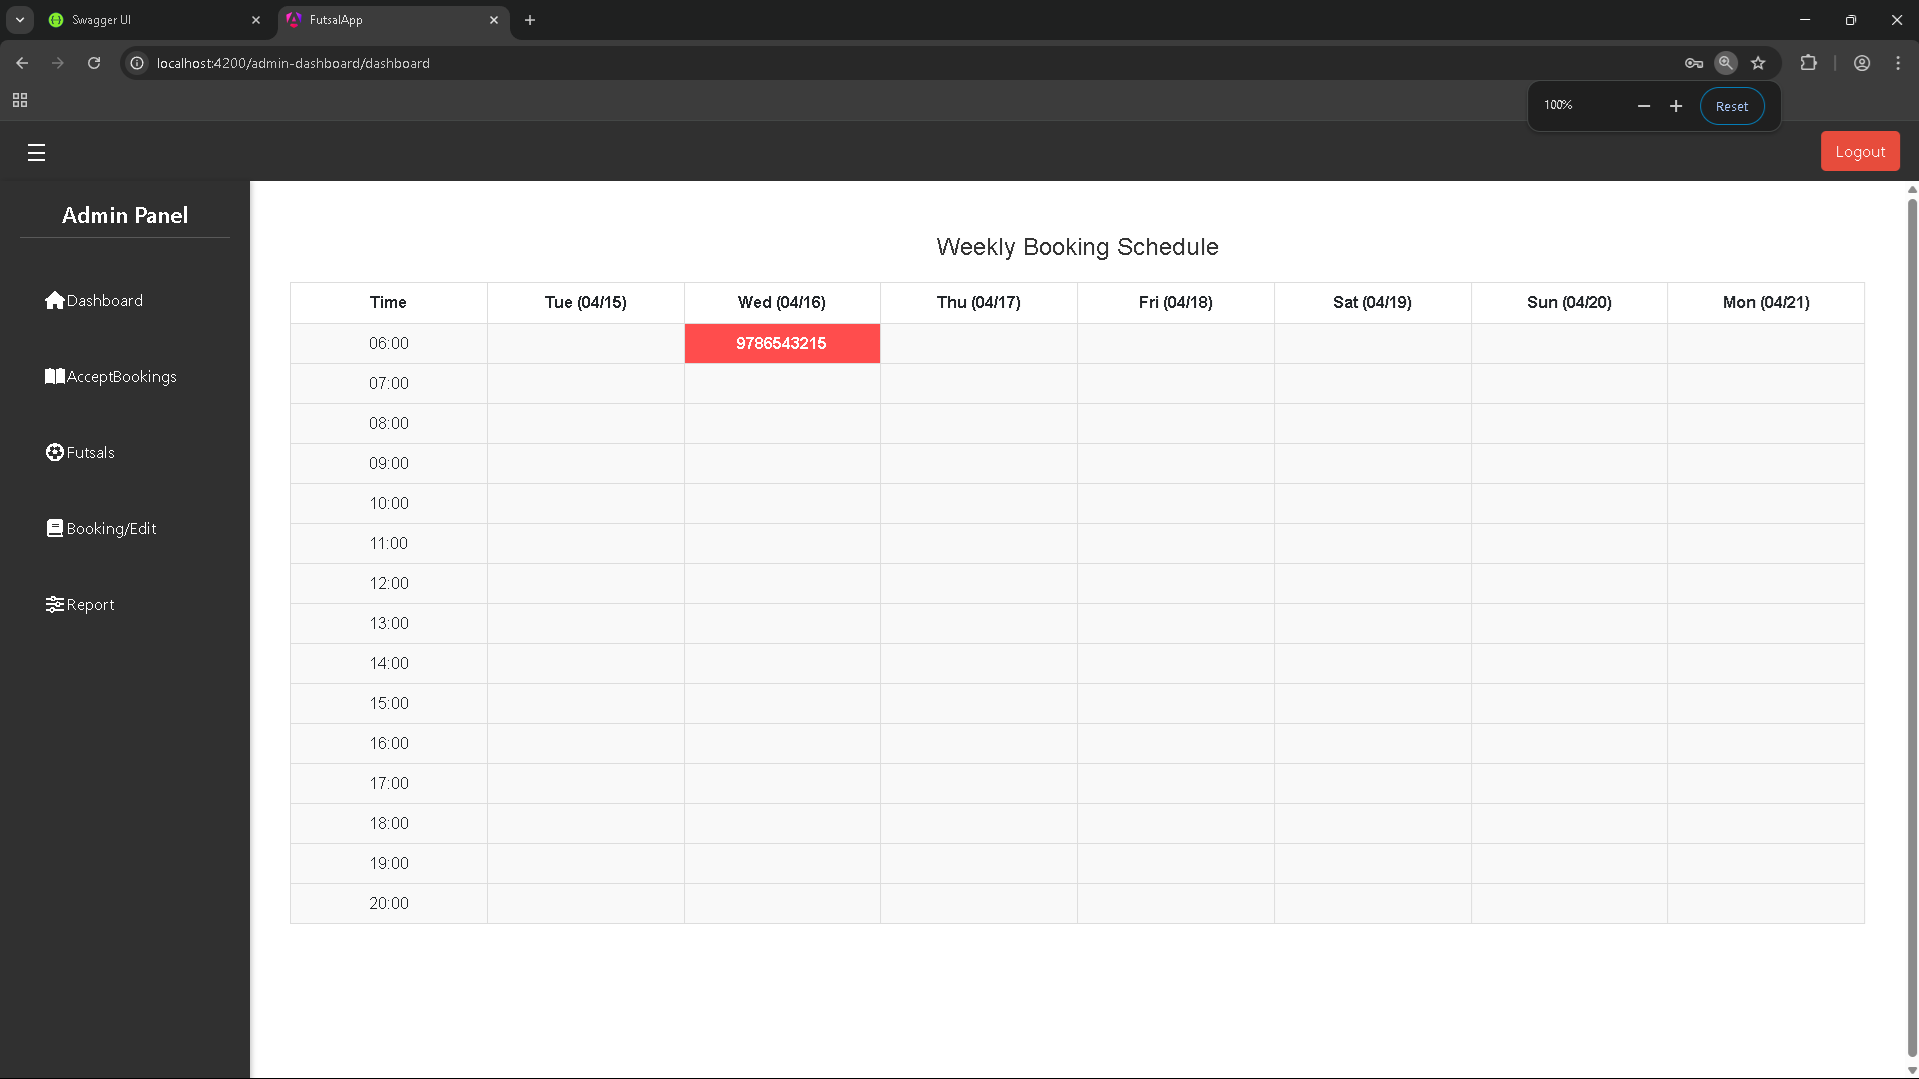 Swagger UI
FutsalApp
localhost:4200/admin-dashboard/dashboard
100%
Reset
Logout
Admin Panel
Dashboard
AcceptBookings
Futsals
Booking/Edit
Report
Weekly Booking Schedule
Time Tue (04/15) Wed (04/16) Thu (04/17) Fri (04/18) Sat (04/19) Sun (04/20) Mon (04/21)
06:00 9786543215
07:00
08:00
09:00
10:00
11:00
12:00
13:00
14:00
15:00
16:00
17:00
18:00
19:00
20:00